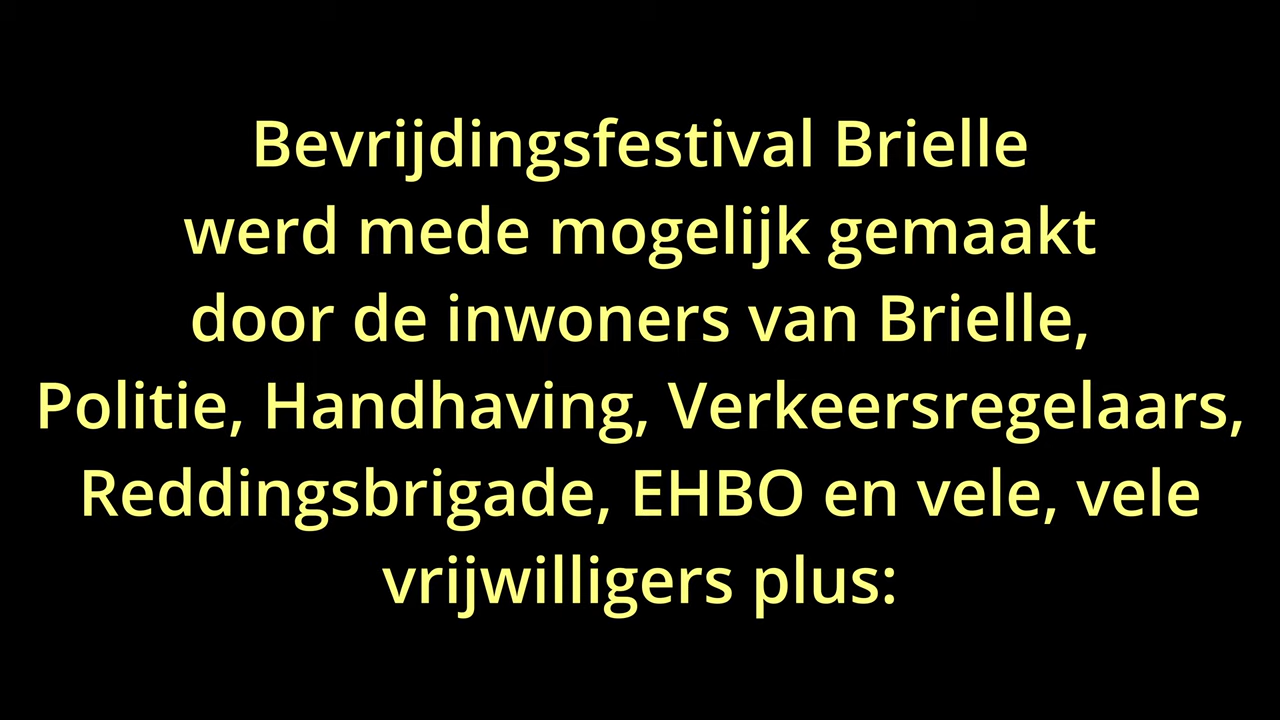 Bevrijdingsfestival Brielle
werd mede mogelijk gemaakt
door de inwoners van Brielle,
Politie, Handhaving, Verkeersregelaars,
Reddingsbrigade, EHBO en vele, vele
vrijwilligers plus: